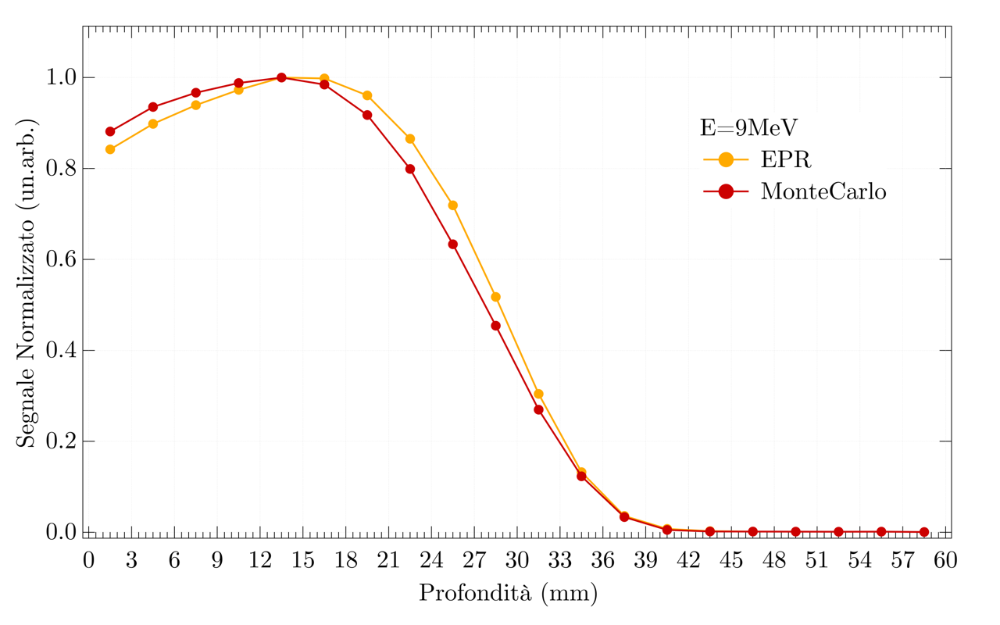 E=9MeV
EPR
MonteCarlo
Segnale Normalizzato (un.arb.)
1.0
0.8
0.6
0.4
0.2
0.0
0 3 6 9 12 15 18 21 24 27 30 33 36 39 42 45 48 51 54 57 60
Profondità (mm)